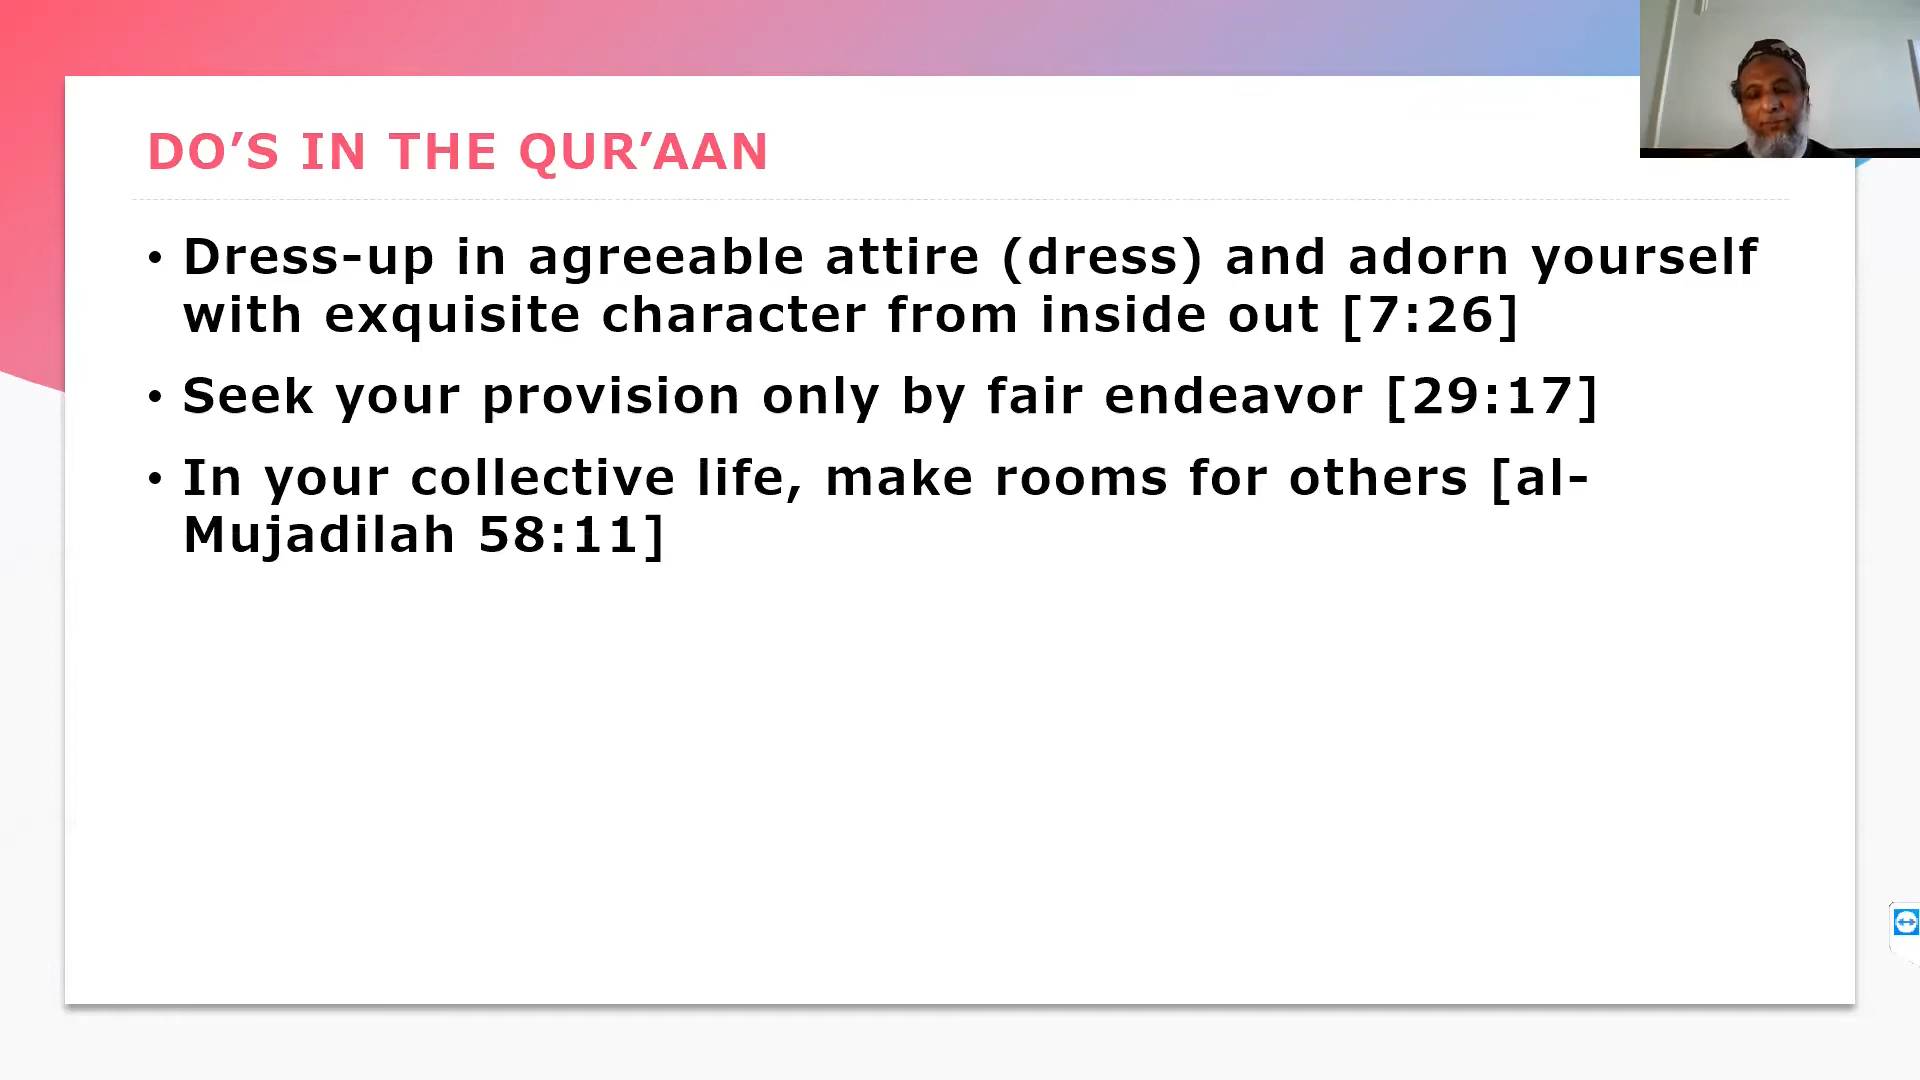 DO’S IN THE QUR’AAN
• Dress-up in agreeable attire (dress) and adorn yourself
with exquisite character from inside out [7:26]
• Seek your provision only by fair endeavor [29:17]
• In your collective life, make rooms for others [al-
Mujadilah 58:11]